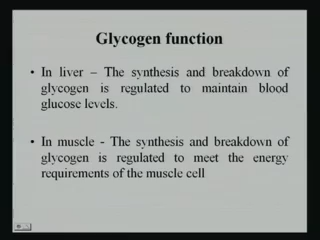 Glycogen function
• In liver – The synthesis and breakdown of
glycogen is regulated to maintain blood
glucose levels.
• In muscle - The synthesis and breakdown of
glycogen is regulated to meet the energy
requirements of the muscle cell